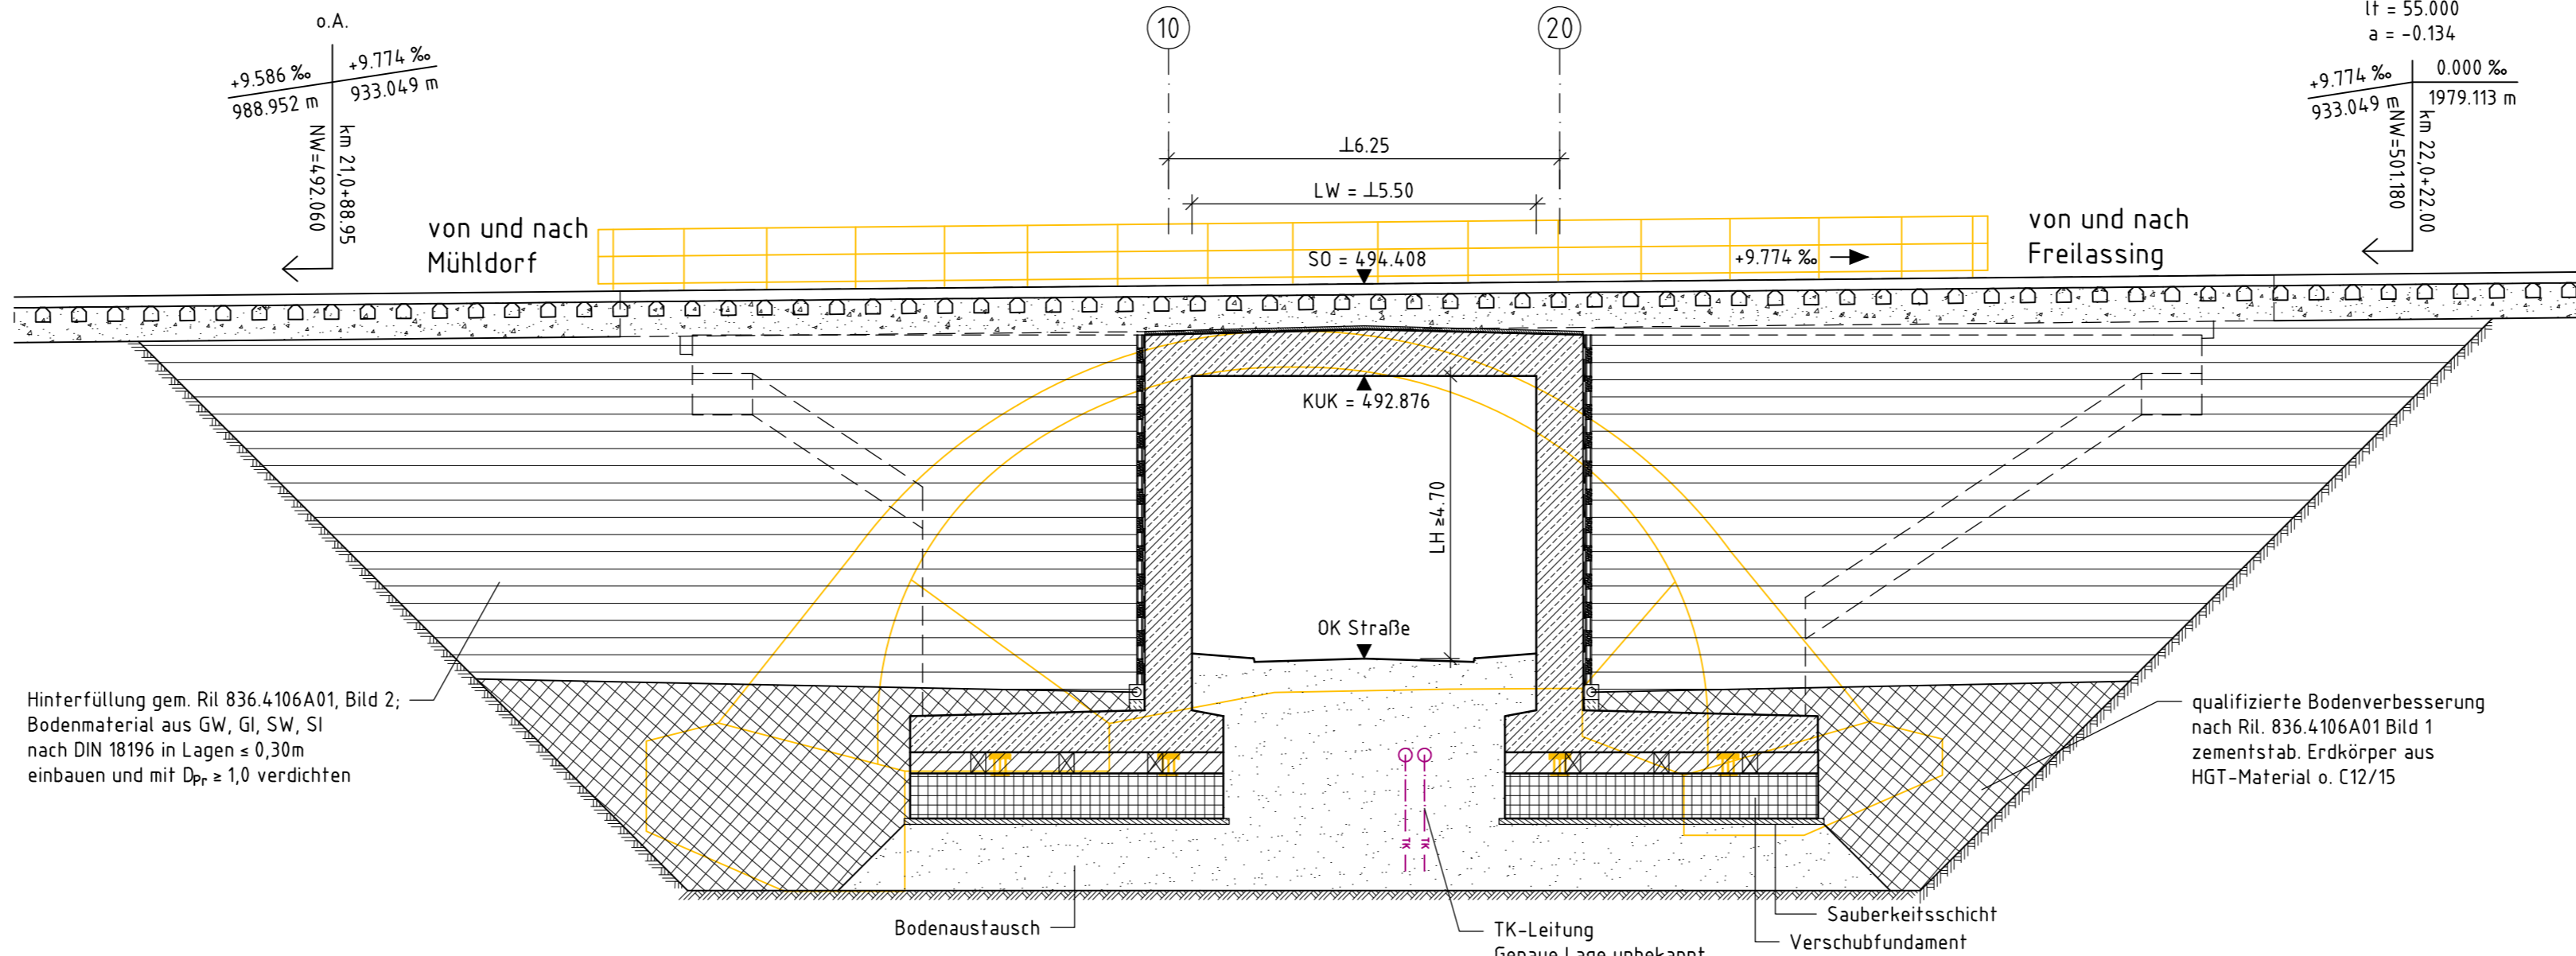 o.A.
+9.586 ‰
+9.774 ‰
988.952 m
933.049 m
NW=492.060
km 21,0+88.95
10
20
lt = 55.000
a = -0.134
+9.774 ‰
0.000 ‰
933.049 m
1979.113 m
NW=501.180
km 22,0+22.00
⊥6.25
LW = ⊥5.50
von und nach
Mühldorf
SO = 494.408
+9.774 ‰
von und nach
Freilassing
KUK = 492.876
LH ≥4.70
OK Straße
Hinterfüllung gem. Ril 836.4106A01, Bild 2;
Bodenmaterial aus GW, GI, SW, SI
nach DIN 18196 in Lagen ≤ 0,30m
einbauen und mit DPr ≥ 1,0 verdichten
qualifizierte Bodenverbesserung
nach Ril. 836.4106A01 Bild 1
zementstab. Erdkörper aus
HGT-Material o. C12/15
TK
TK
Bodenaustausch
TK-Leitung
Genaue Lage unbekannt
Sauberkeitsschicht
Verschubfundament